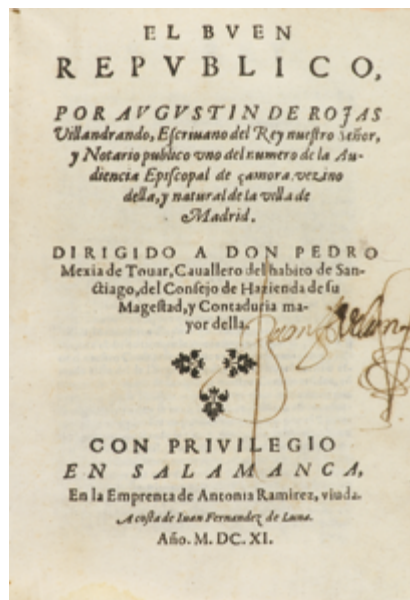 EL BVEN
REPVBLICO,
POR AVGVSTIN DE ROJAS
Villandrando, Eſcriuano del Rey nueſtro ſeñor,
y Notario publico vno del numero de la Au-
diencia Epiſcopal de çamora, vezino
della, y natural de la villa de
Madrid.
DIRIGIDO A DON PEDRO
Mexia de Touar, Cauallero del habito de San-
ctiago, del Conſejo de Hazienda de ſu
Mageſtad, y Contaduria ma-
yor della.
CON PRIVILEGIO
EN SALAMANCA,
En la Emprenta de Antonia Ramirez, viuda.
A coſta de Iuan Fernandez de Luna.
Año. M. DC. XI.